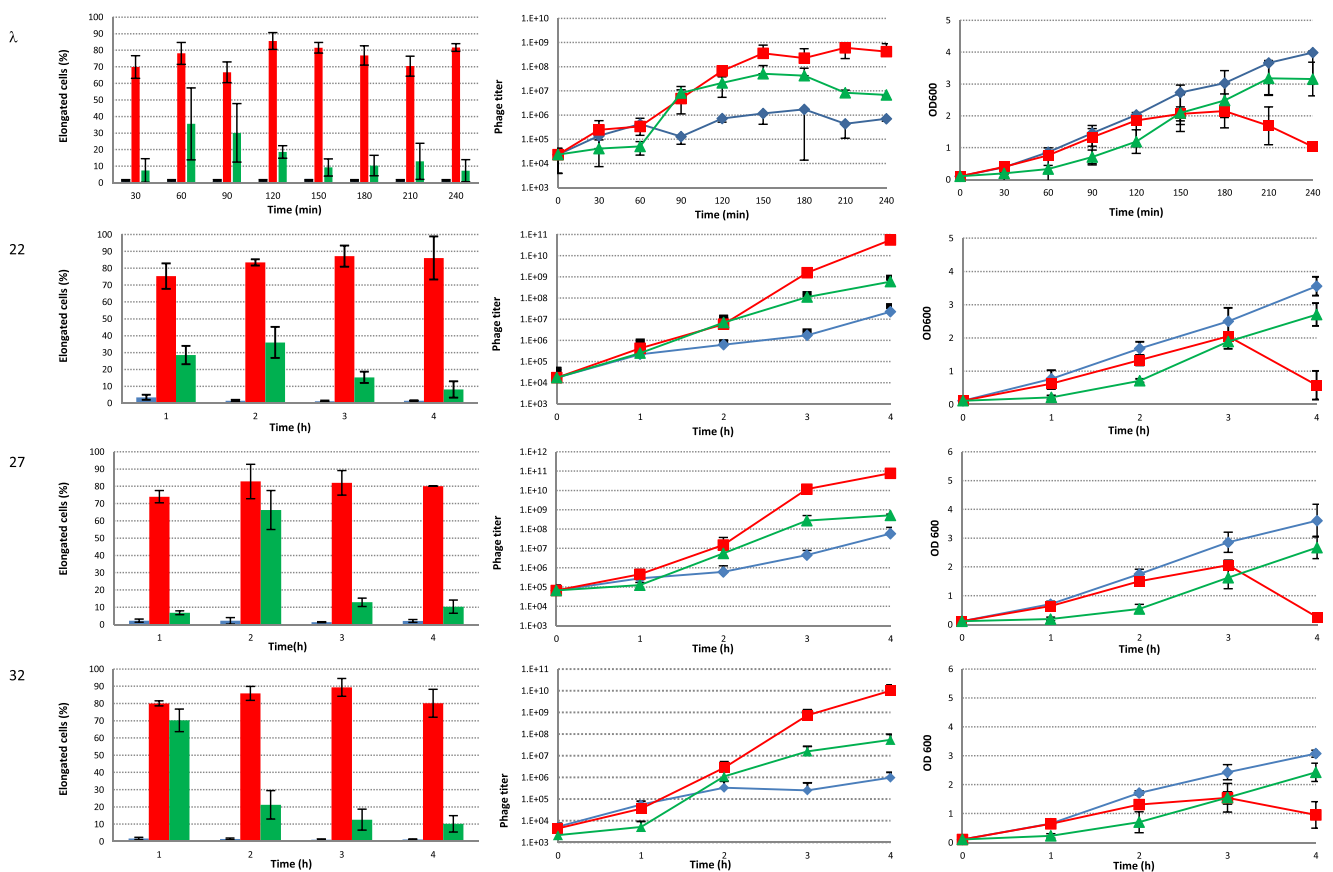 λ
Elongated cells (%)
100
90
80
70
60
50
40
30
20
10
0
30 60 90 120 150 180 210 240
Time (min)
Phage titer
1.E+10
1.E+09
1.E+08
1.E+07
1.E+06
1.E+05
1.E+04
1.E+03
0 30 60 90 120 150 180 210 240
Time (min)
OD600
5
4
3
2
1
0
0 30 60 90 120 150 180 210 240
Time (min)
22
Elongated cells (%)
100
90
80
70
60
50
40
30
20
10
0
1 2 3 4
Time (h)
Phage titer
1.E+11
1.E+10
1.E+09
1.E+08
1.E+07
1.E+06
1.E+05
1.E+04
1.E+03
0 1 2 3 4
Time (h)
OD600
5
4
3
2
1
0
0 1 2 3 4
Time (h)
27
Elongated cells (%)
100
90
80
70
60
50
40
30
20
10
0
1 2 3 4
Time(h)
Phage titer
1.E+12
1.E+11
1.E+10
1.E+09
1.E+08
1.E+07
1.E+06
1.E+05
1.E+04
1.E+03
0 1 2 3 4
Time (h)
OD 600
6
5
4
3
2
1
0
0 1 2 3 4
Time (h)
32
Elongated cells (%)
100
90
80
70
60
50
40
30
20
10
0
1 2 3 4
Time (h)
Phage titer
1.E+11
1.E+10
1.E+09
1.E+08
1.E+07
1.E+06
1.E+05
1.E+04
1.E+03
0 1 2 3 4
Time (h)
OD 600
6
5
4
3
2
1
0
0 1 2 3 4
Time (h)